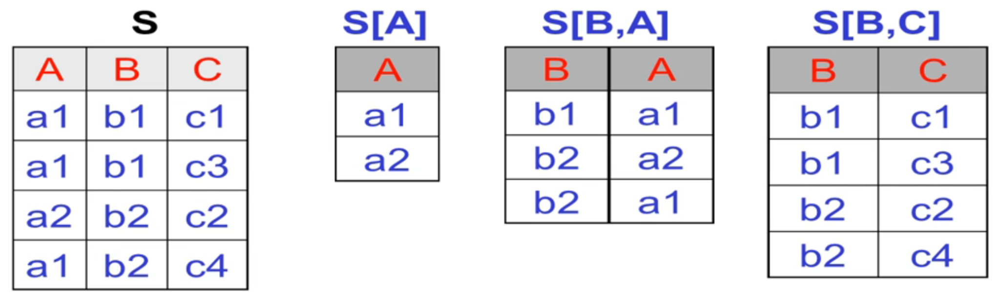 S
A B C
a1 b1 c1
a1 b1 c3
a2 b2 c2
a1 b2 c4
S[A]
A
a1
a2
S[B,A]
B A
b1 a1
b2 a2
b2 a1
S[B,C]
B C
b1 c1
b1 c3
b2 c2
b2 c4